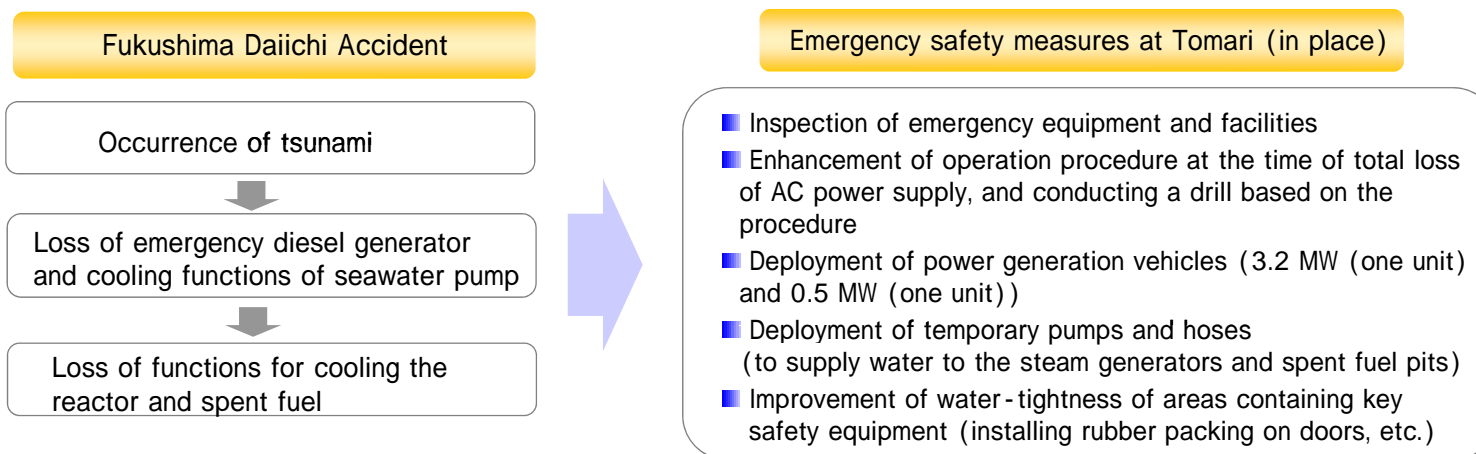 Fukushima Daiichi Accident
Occurrence of tsunami
Loss of emergency diesel generator
and cooling functions of seawater pump
Loss of functions for cooling the
reactor and spent fuel
Emergency safety measures at Tomari (in place)
Inspection of emergency equipment and facilities
Enhancement of operation procedure at the time of total loss
of AC power supply, and conducting a drill based on the
procedure
Deployment of power generation vehicles (3.2 MW (one unit)
and 0.5 MW (one unit))
Deployment of temporary pumps and hoses
(to supply water to the steam generators and spent fuel pits)
Improvement of water-tightness of areas containing key
safety equipment (installing rubber packing on doors, etc.)